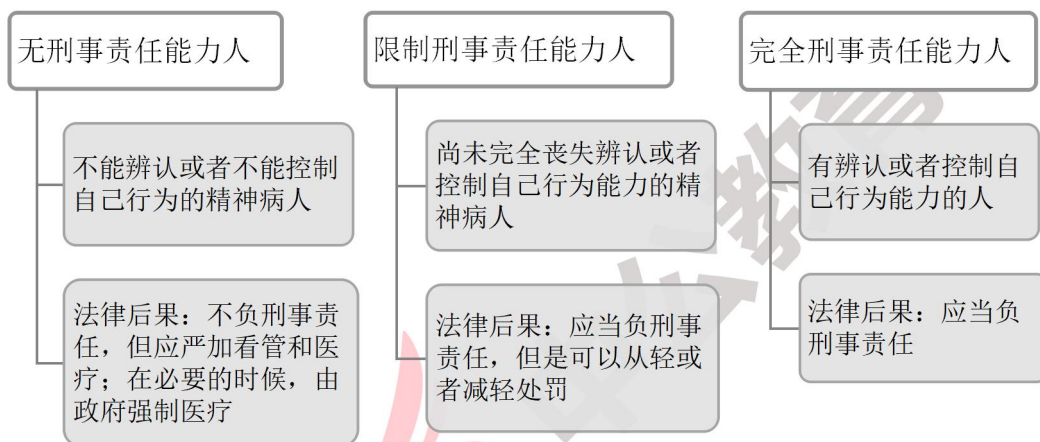 无刑事责任能力人
不能辨认或者不能控制
自己行为的精神病人
法律后果：不负刑事责
任，但应严加看管和医
疗；在必要的时候，由
政府强制医疗
限制刑事责任能力人
尚未完全丧失辨认或者
控制自己行为能力的精
神病人
法律后果：应当负刑事
责任，但是可以从轻或
者减轻处罚
完全刑事责任能力人
有辨认或者控制自
己行为能力的人
法律后果：应当负
刑事责任